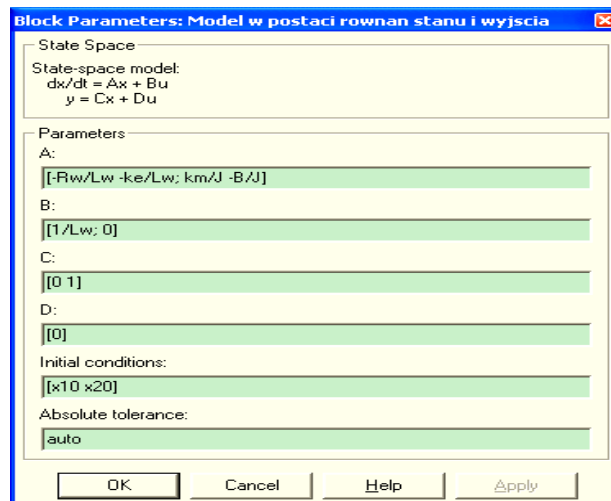 Block Parameters: Model w postaci rownan stanu i wyjscia
State Space
State-space model:
dx/dt = Ax + Bu
y = Cx + Du
Parameters
A:
[-Rw/Lw -ke/Lw; km/J -B/J]
B:
[1/Lw; 0]
C:
[0 1]
D:
[0]
Initial conditions:
[x10 x20]
Absolute tolerance:
auto
OK Cancel Help Apply